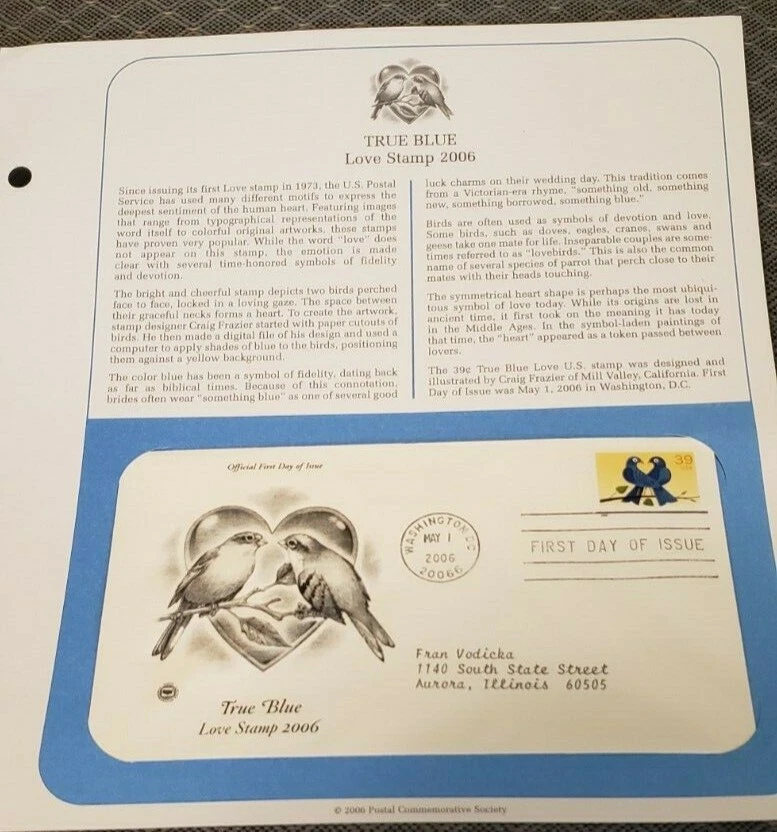 TRUE BLUE
Love Stamp 2006
Since issuing its first Love stamp in 1973, the U.S. Postal
Service has used many different motifs to express the
deepest sentiment of the human heart. Featuring images
that range from typographical representations of the
word itself to colorful original artworks, these stamps
have proven very popular. While the word "love" does
not appear on this stamp, the emotion is made
clear with several time-honored symbols of fidelity
and devotion.
The bright and cheerful stamp depicts two birds perched
face to face, locked in a loving gaze. The space between
their graceful necks forms a heart. To create the artwork,
stamp designer Craig Frazier started with paper cutouts of
birds. He then made a digital file of his design and used a
computer to apply shades of blue to the birds, positioning
them against a yellow background.
The color blue has been a symbol of fidelity, dating back
as far as biblical times. Because of this connotation,
brides often wear "something blue" as one of several good
luck charms on their wedding day. This tradition comes
from a Victorian-era rhyme, "something old, something
new, something borrowed, something blue."
Birds are often used as symbols of devotion and love.
Some birds, such as doves, eagles, cranes, swans and
geese take one mate for life. Inseparable couples are some-
times referred to as "lovebirds." This is also the common
name of several species of parrot that perch close to their
mates with their heads touching.
The symmetrical heart shape is perhaps the most ubiqui-
tous symbol of love today. While its origins are lost in
ancient time, it first took on the meaning it has today
in the Middle Ages. In the symbol-laden paintings of
that time, the "heart" appeared as a token passed between
lovers.
The 39¢ True Blue Love U.S. stamp was designed and
illustrated by Craig Frazier of Mill Valley, California. First
Day of Issue was May 1, 2006 in Washington, D.C.
Official First Day of Issue
39
WASHINGTON DC
MAY 1
2006
20066
FIRST DAY OF ISSUE
Fran Vodicka
1140 South State Street
Aurora, Illinois 60505
True Blue
Love Stamp 2006
© 2006 Postal Commemorative Society